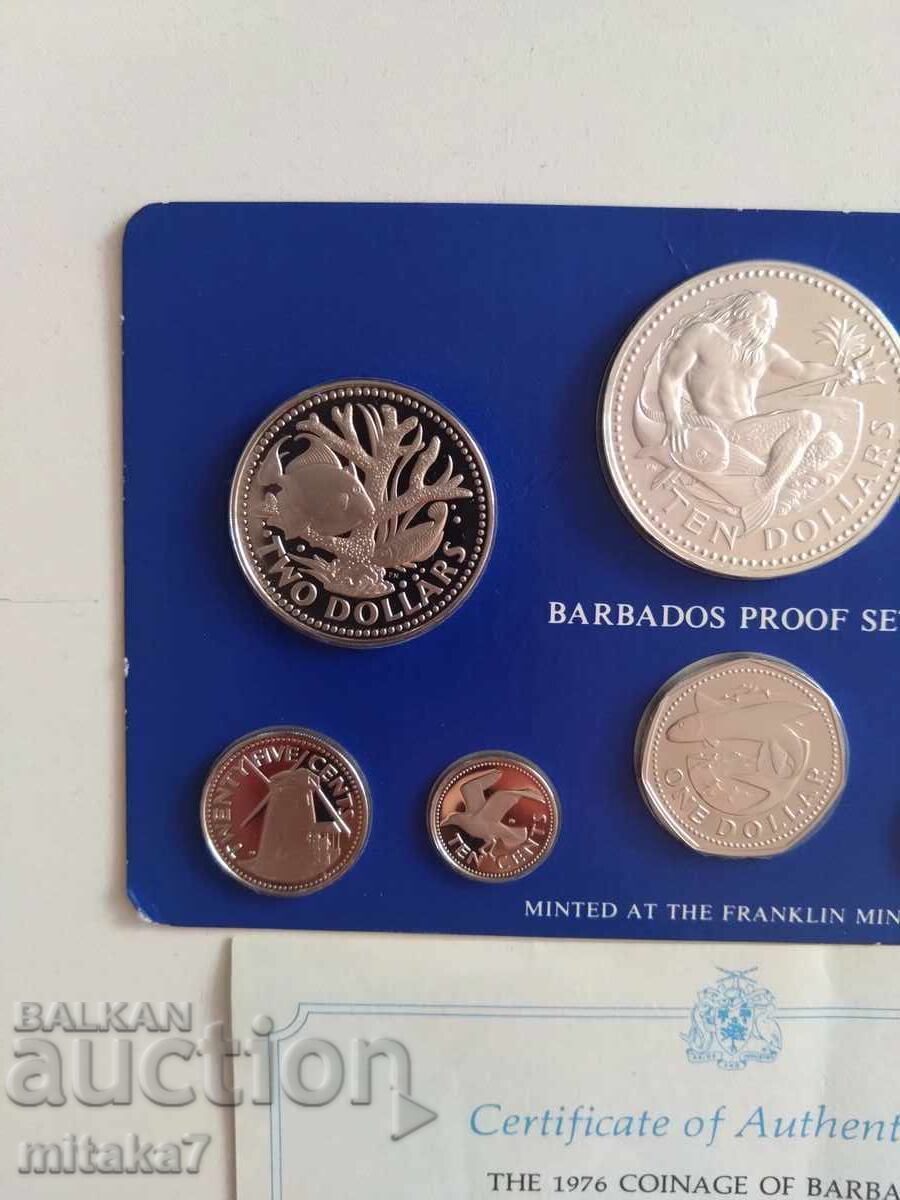 TWO DOLLARS
TEN DOLLARS
BARBADOS PROOF SE
TWENTY FIVE CENTS
TEN CENTS
ONE DOLLAR
MINTED AT THE FRANKLIN MIN
Certificate of Authent
THE 1976 COINAGE OF BARBA
BALKAN
auction
mitaka7